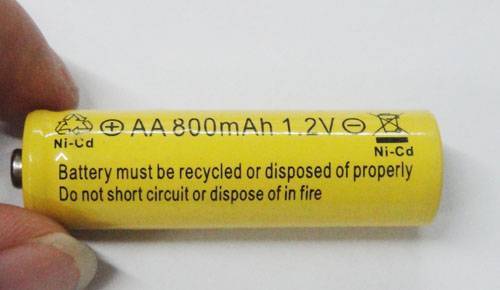 ⊕ AA 800mAh 1.2V ⊖
Ni-Cd
Ni-Cd
Battery must be recycled or disposed of properly
Do not short circuit or dispose of in fire